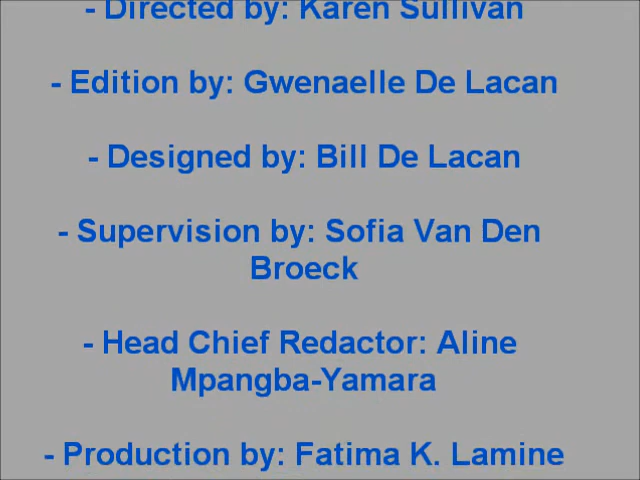 - Directed by: Karen Sullivan
- Edition by: Gwenaelle De Lacan
- Designed by: Bill De Lacan
- Supervision by: Sofia Van Den
Broeck
- Head Chief Redactor: Aline
Mpangba-Yamara
- Production by: Fatima K. Lamine